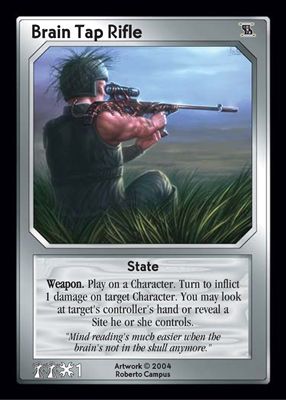 Brain Tap Rifle
State
Weapon. Play on a Character. Turn to inflict
1 damage on target Character. You may look
at target's controller's hand or reveal a
Site he or she controls.
"Mind reading's much easier when the
brain's not in the skull anymore."
1
Artwork © 2004
Roberto Campus